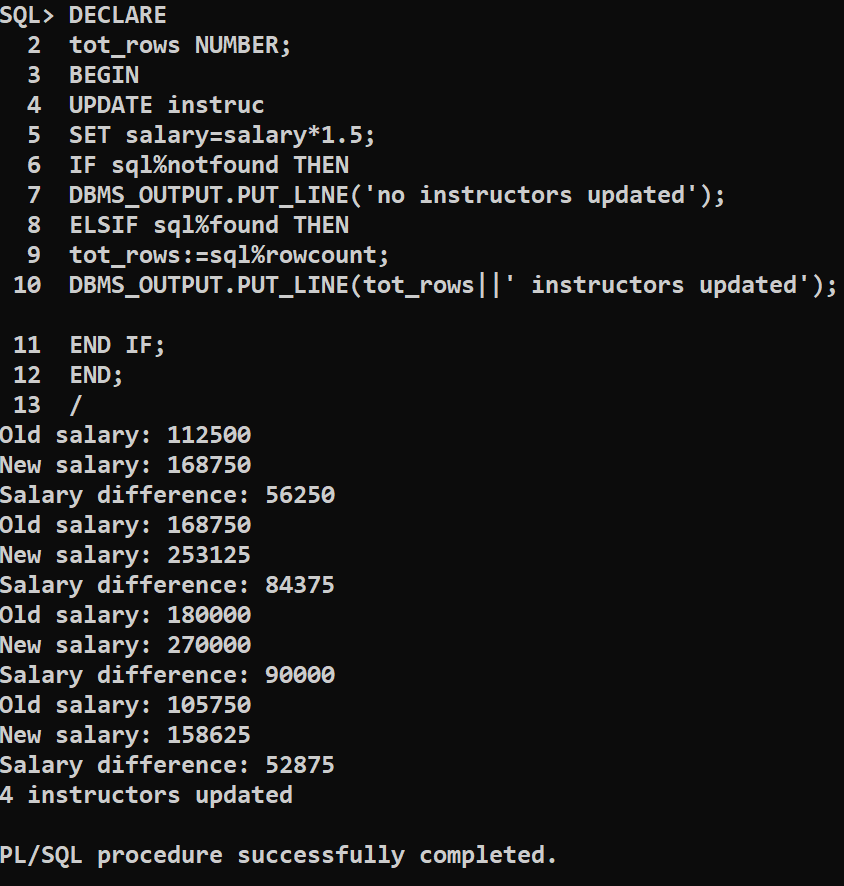 SQL> DECLARE
  2  tot_rows NUMBER;
  3  BEGIN
  4  UPDATE instruc
  5  SET salary=salary*1.5;
  6  IF sql%notfound THEN
  7  DBMS_OUTPUT.PUT_LINE('no instructors updated');
  8  ELSIF sql%found THEN
  9  tot_rows:=sql%rowcount;
 10  DBMS_OUTPUT.PUT_LINE(tot_rows||' instructors updated');
 11  END IF;
 12  END;
 13  /
Old salary: 112500
New salary: 168750
Salary difference: 56250
Old salary: 168750
New salary: 253125
Salary difference: 84375
Old salary: 180000
New salary: 270000
Salary difference: 90000
Old salary: 105750
New salary: 158625
Salary difference: 52875
4 instructors updated
PL/SQL procedure successfully completed.